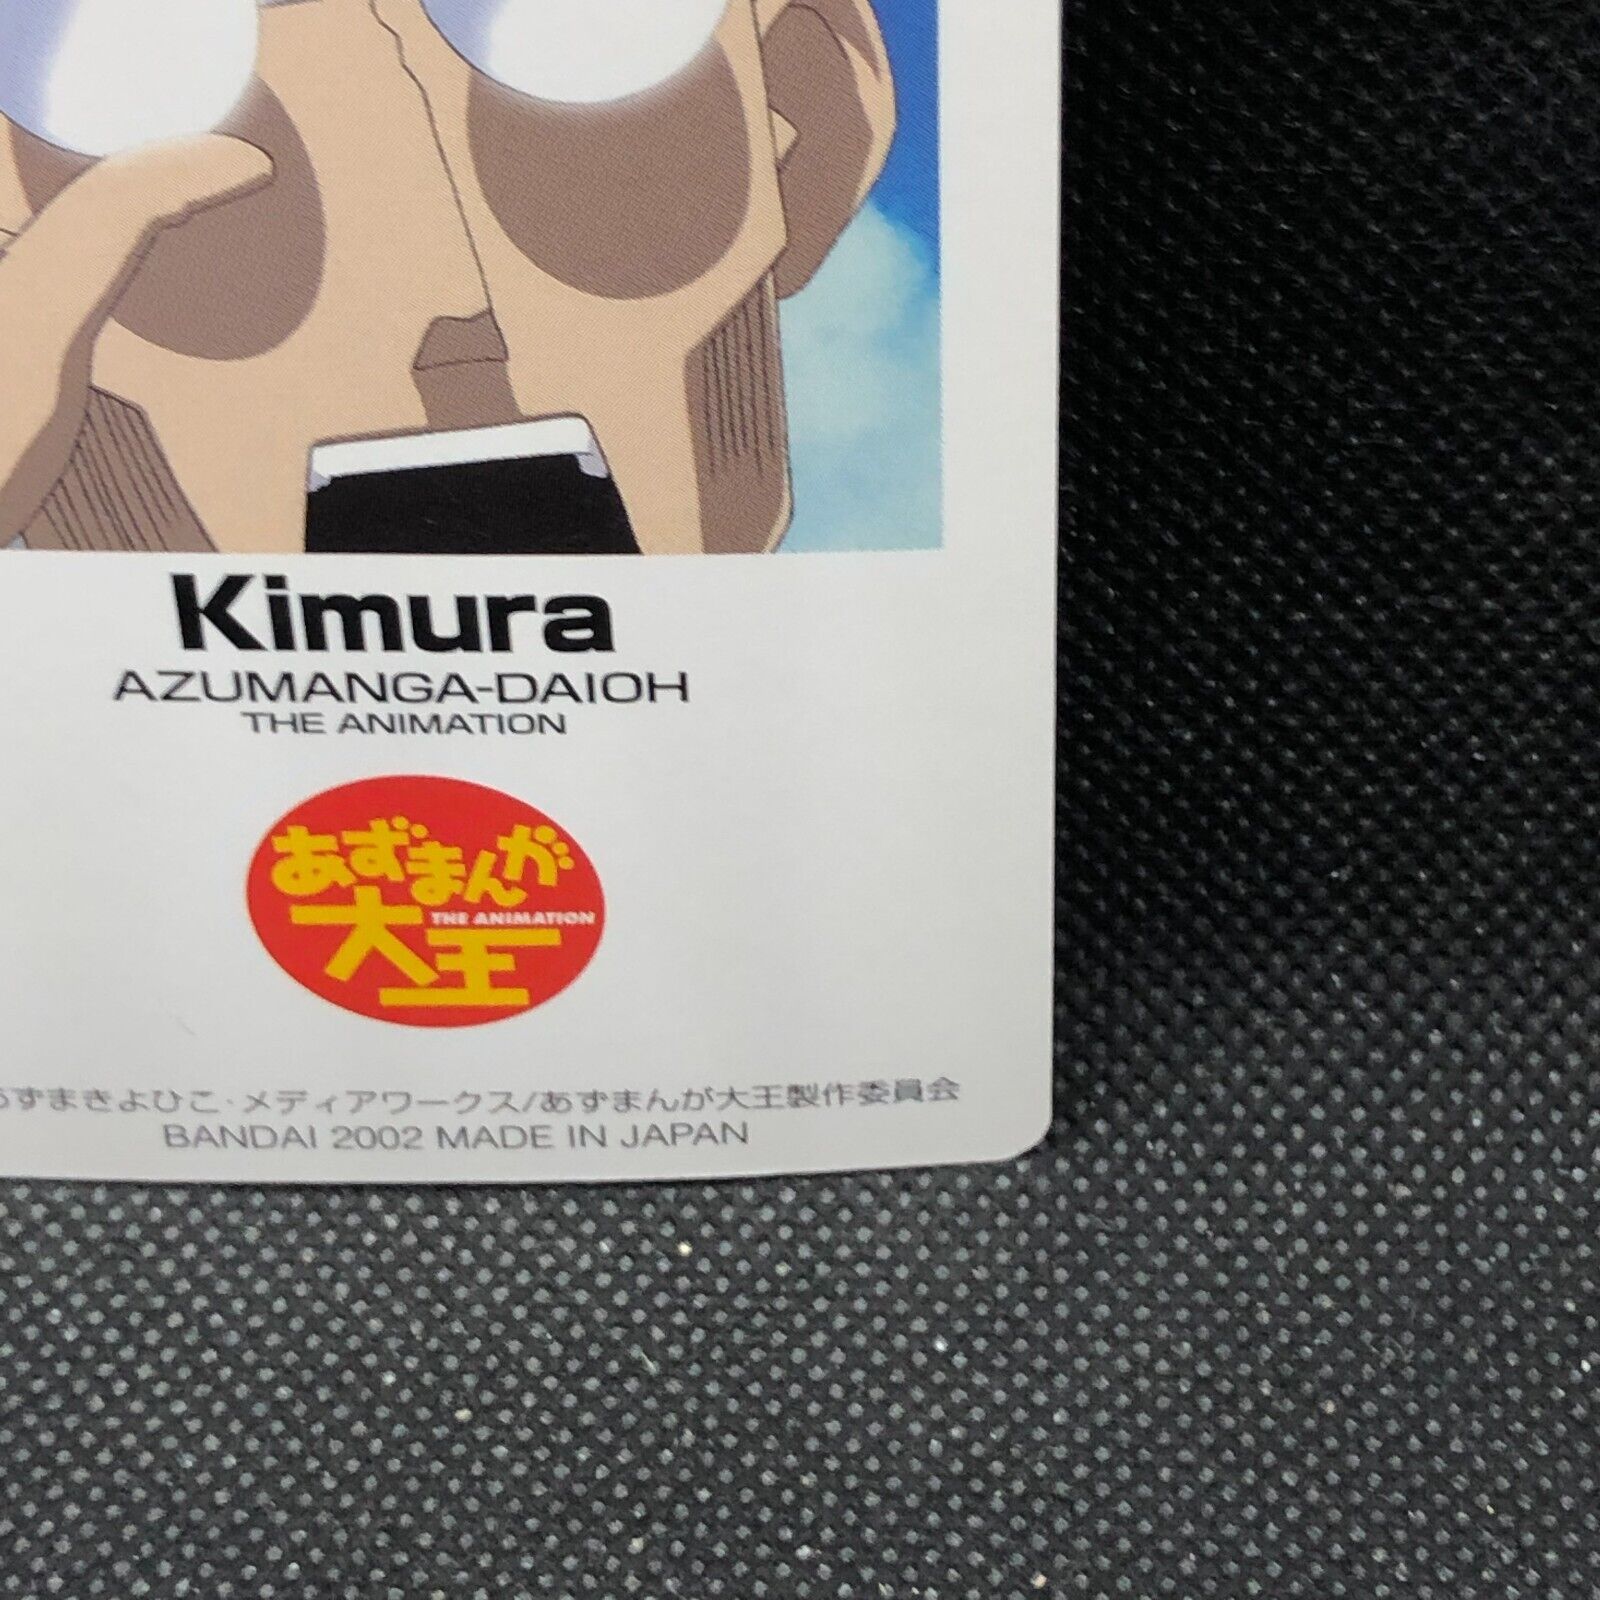 Kimura
AZUMANGA-DAIOH
THE ANIMATION
あずまんが
大王
THE ANIMATION
ずまきよひこ・メディアワークス/あずまんが大王製作委員会
BANDAI 2002 MADE IN JAPAN